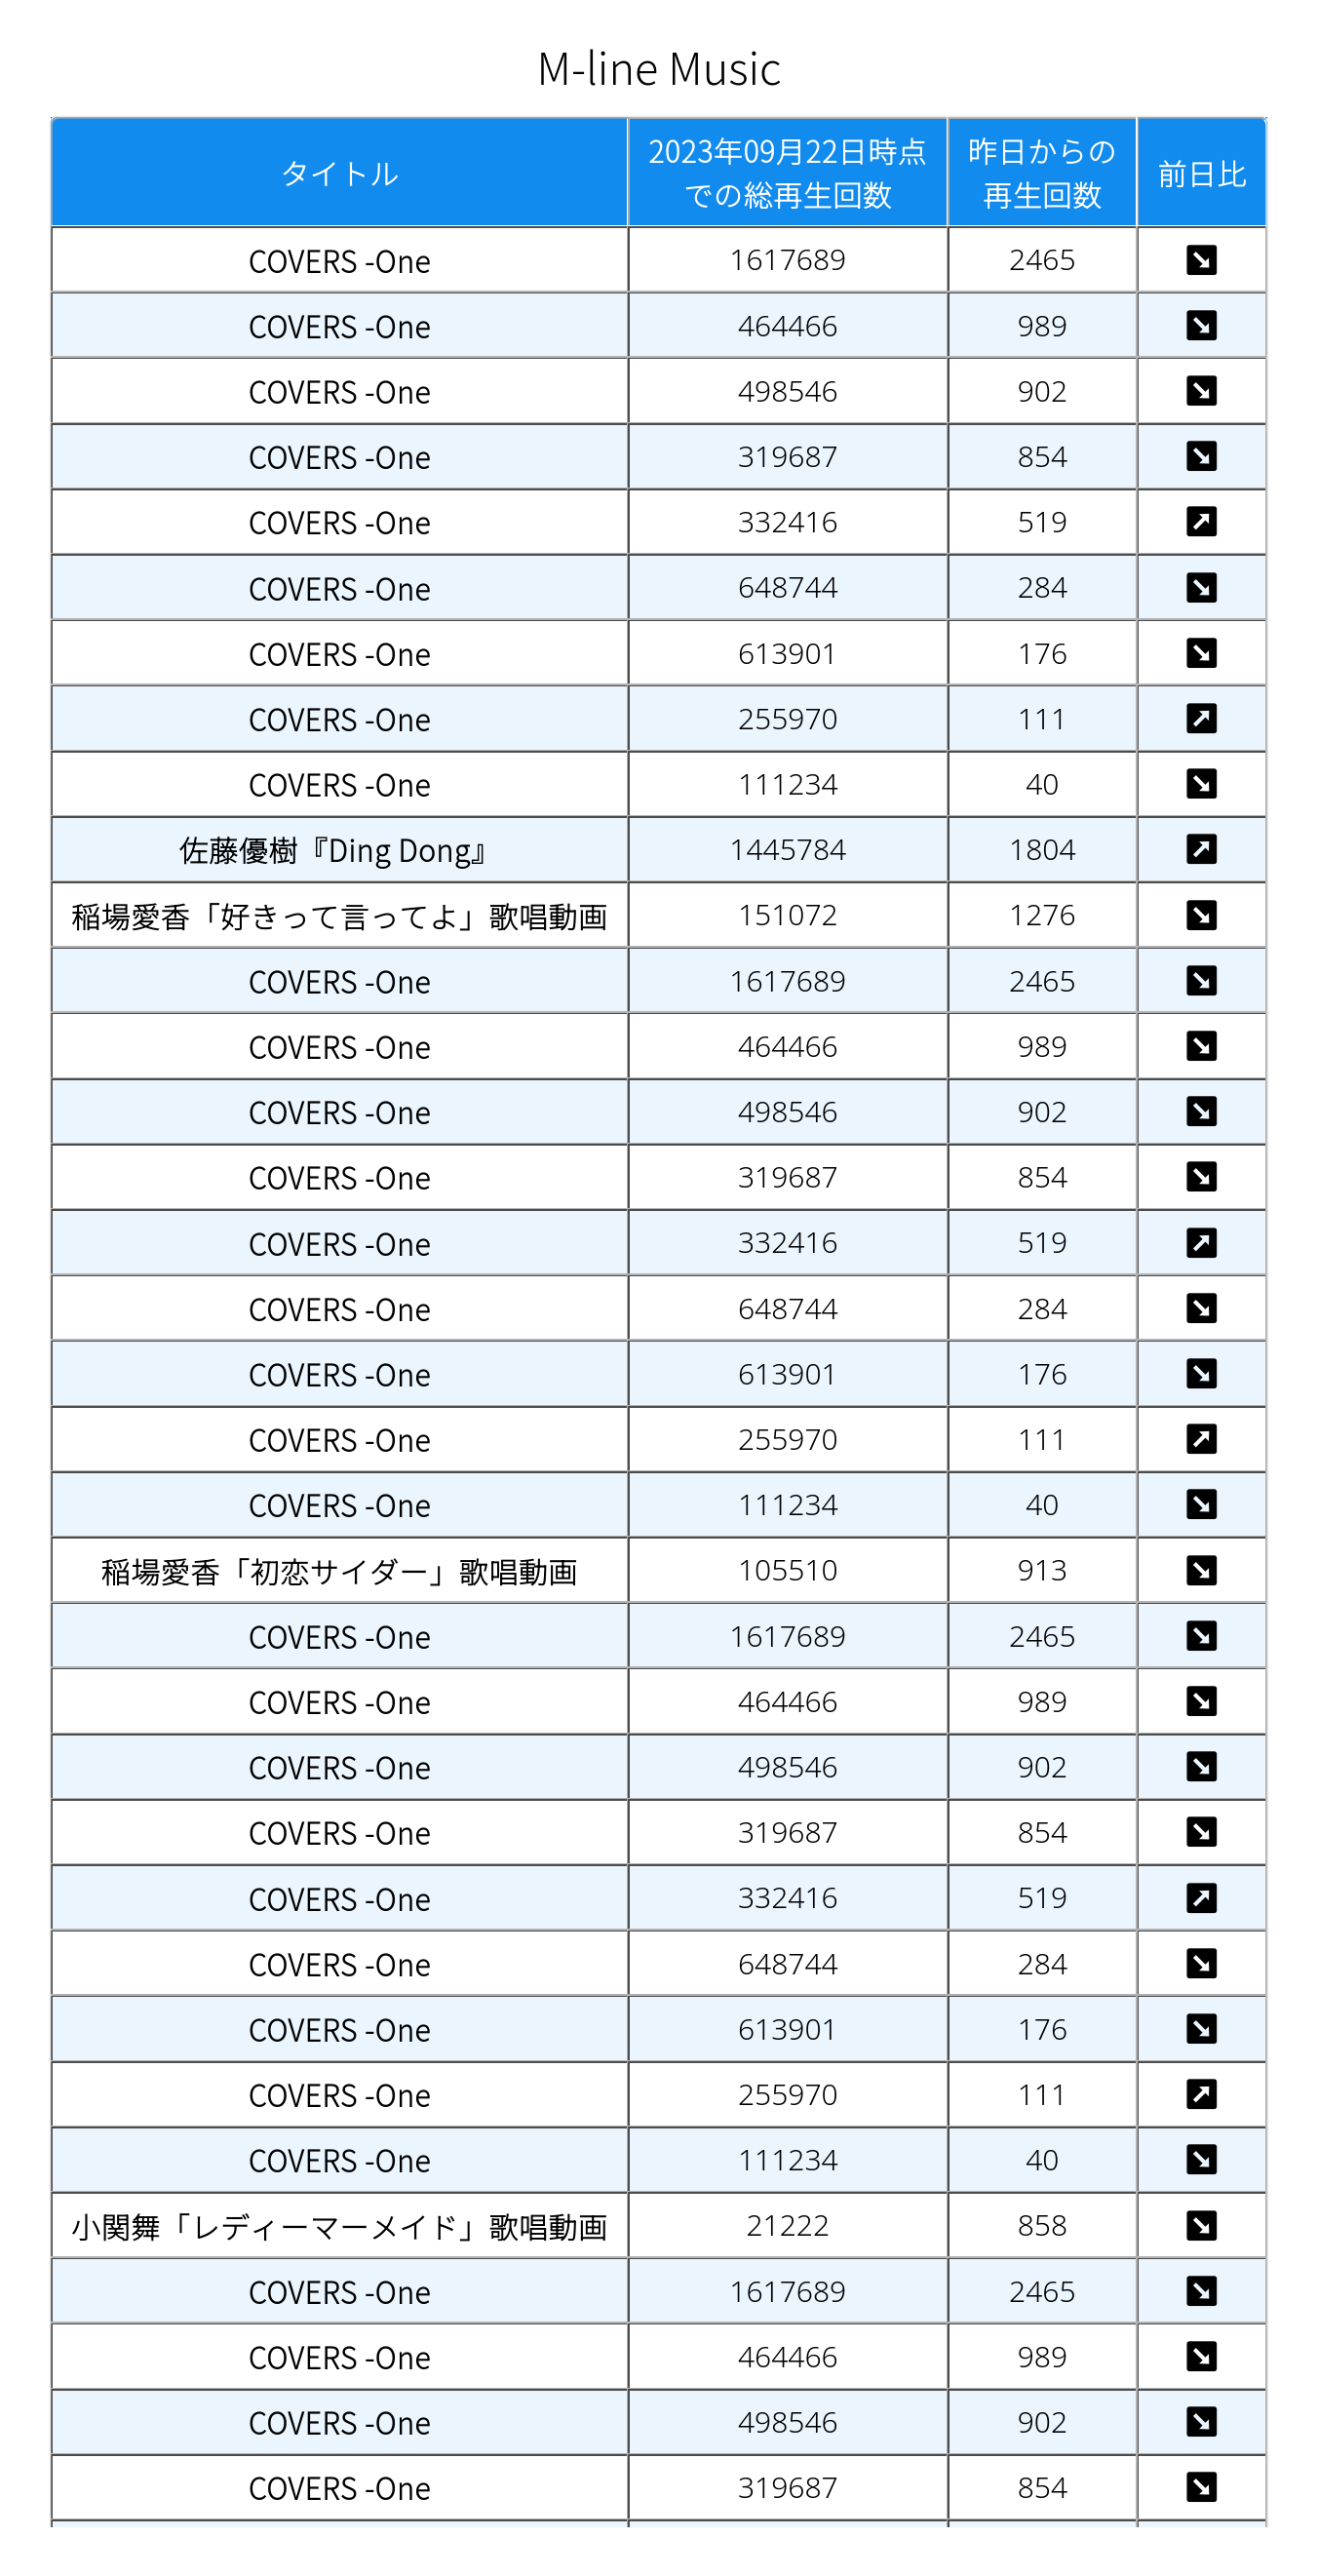 M-line Music
タイトル 2023年09月22日時点での総再生回数 昨日からの再生回数 前日比
COVERS -One 1617689 2465 ↘
COVERS -One 464466 989 ↘
COVERS -One 498546 902 ↘
COVERS -One 319687 854 ↘
COVERS -One 332416 519 ↗
COVERS -One 648744 284 ↘
COVERS -One 613901 176 ↘
COVERS -One 255970 111 ↗
COVERS -One 111234 40 ↘
佐藤優樹『Ding Dong』 1445784 1804 ↗
稲場愛香「好きって言ってよ」歌唱動画 151072 1276 ↘
COVERS -One 1617689 2465 ↘
COVERS -One 464466 989 ↘
COVERS -One 498546 902 ↘
COVERS -One 319687 854 ↘
COVERS -One 332416 519 ↗
COVERS -One 648744 284 ↘
COVERS -One 613901 176 ↘
COVERS -One 255970 111 ↗
COVERS -One 111234 40 ↘
稲場愛香「初恋サイダー」歌唱動画 105510 913 ↘
COVERS -One 1617689 2465 ↘
COVERS -One 464466 989 ↘
COVERS -One 498546 902 ↘
COVERS -One 319687 854 ↘
COVERS -One 332416 519 ↗
COVERS -One 648744 284 ↘
COVERS -One 613901 176 ↘
COVERS -One 255970 111 ↗
COVERS -One 111234 40 ↘
小関舞「レディーマーメイド」歌唱動画 21222 858 ↘
COVERS -One 1617689 2465 ↘
COVERS -One 464466 989 ↘
COVERS -One 498546 902 ↘
COVERS -One 319687 854 ↘